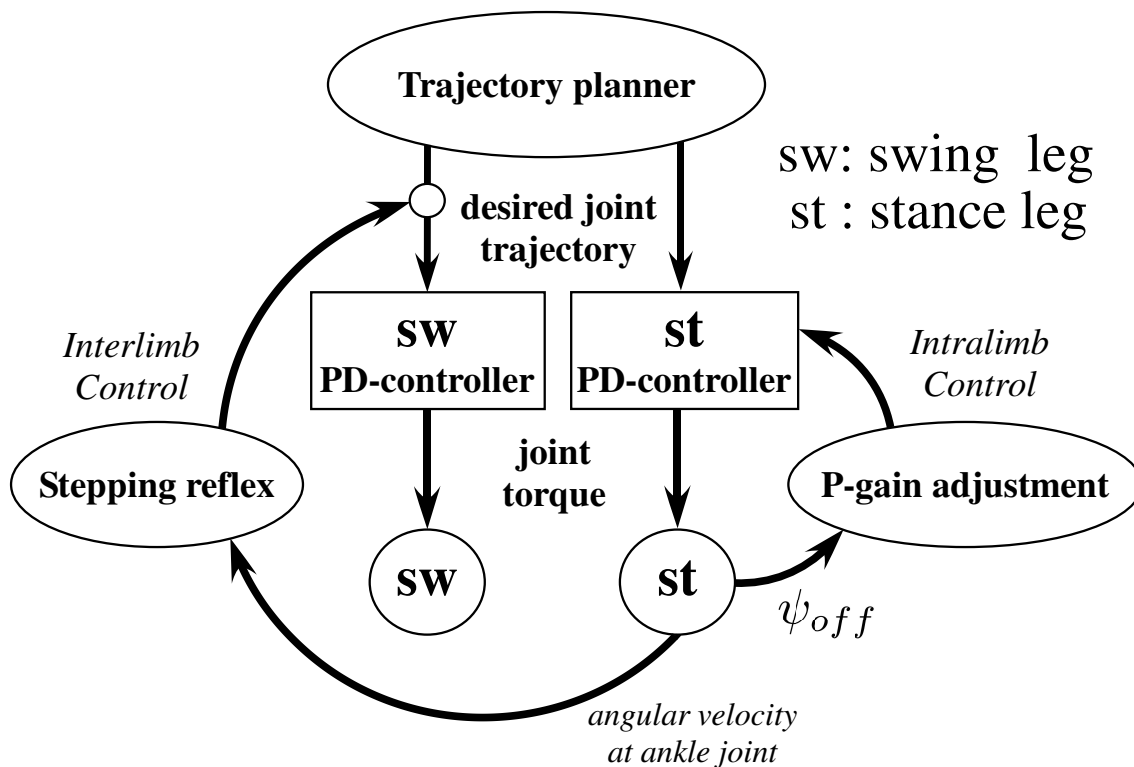 Trajectory planner
sw: swing leg
st : stance leg
desired joint
trajectory
sw
PD-controller
st
PD-controller
Interlimb
Control
Intralimb
Control
Stepping reflex
joint
torque
P-gain adjustment
sw
st
ψoff
angular velocity
at ankle joint